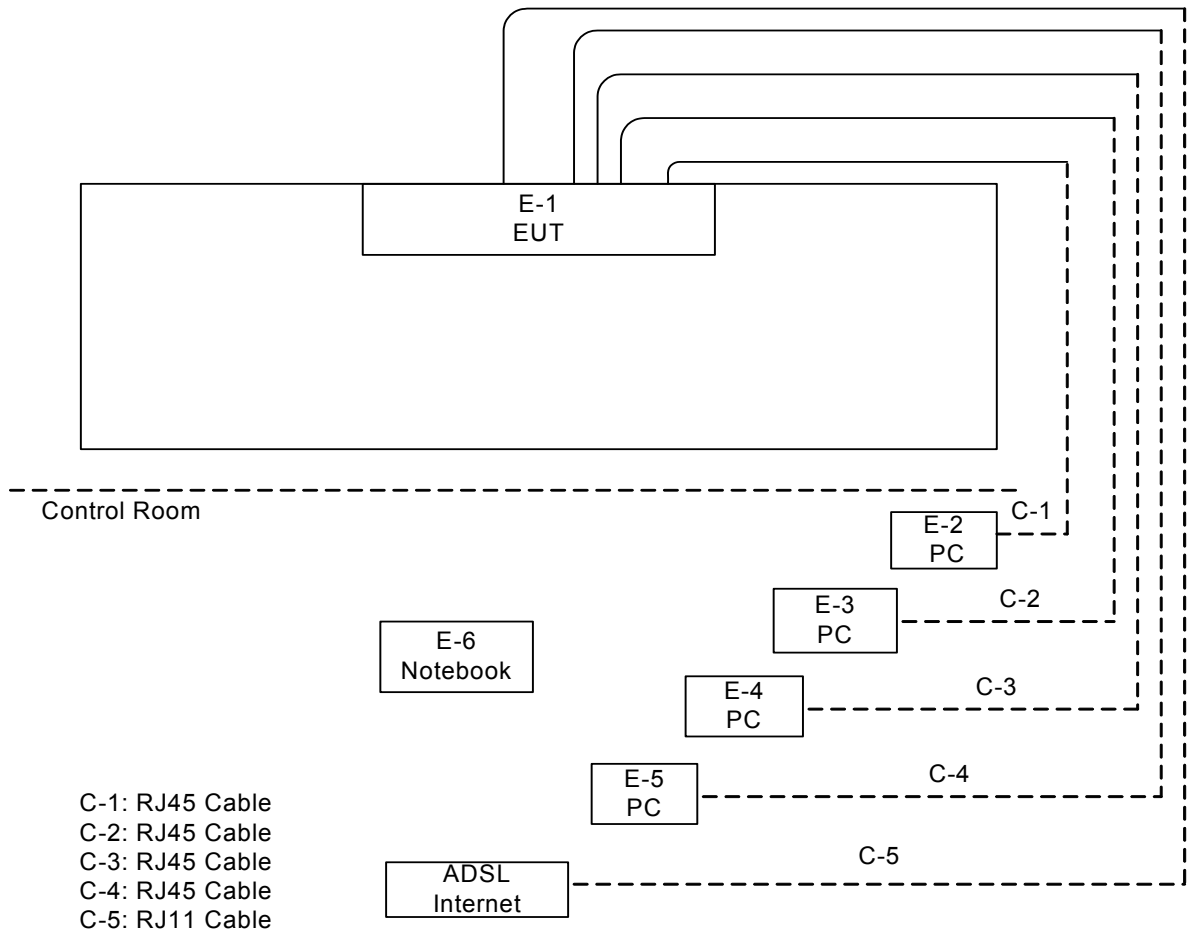 E-1
EUT
Control Room
E-2
PC
C-1
E-3
PC
C-2
E-6
Notebook
E-4
PC
C-3
E-5
PC
C-4
C-1: RJ45 Cable
C-2: RJ45 Cable
C-3: RJ45 Cable
C-4: RJ45 Cable
C-5: RJ11 Cable
ADSL
Internet
C-5